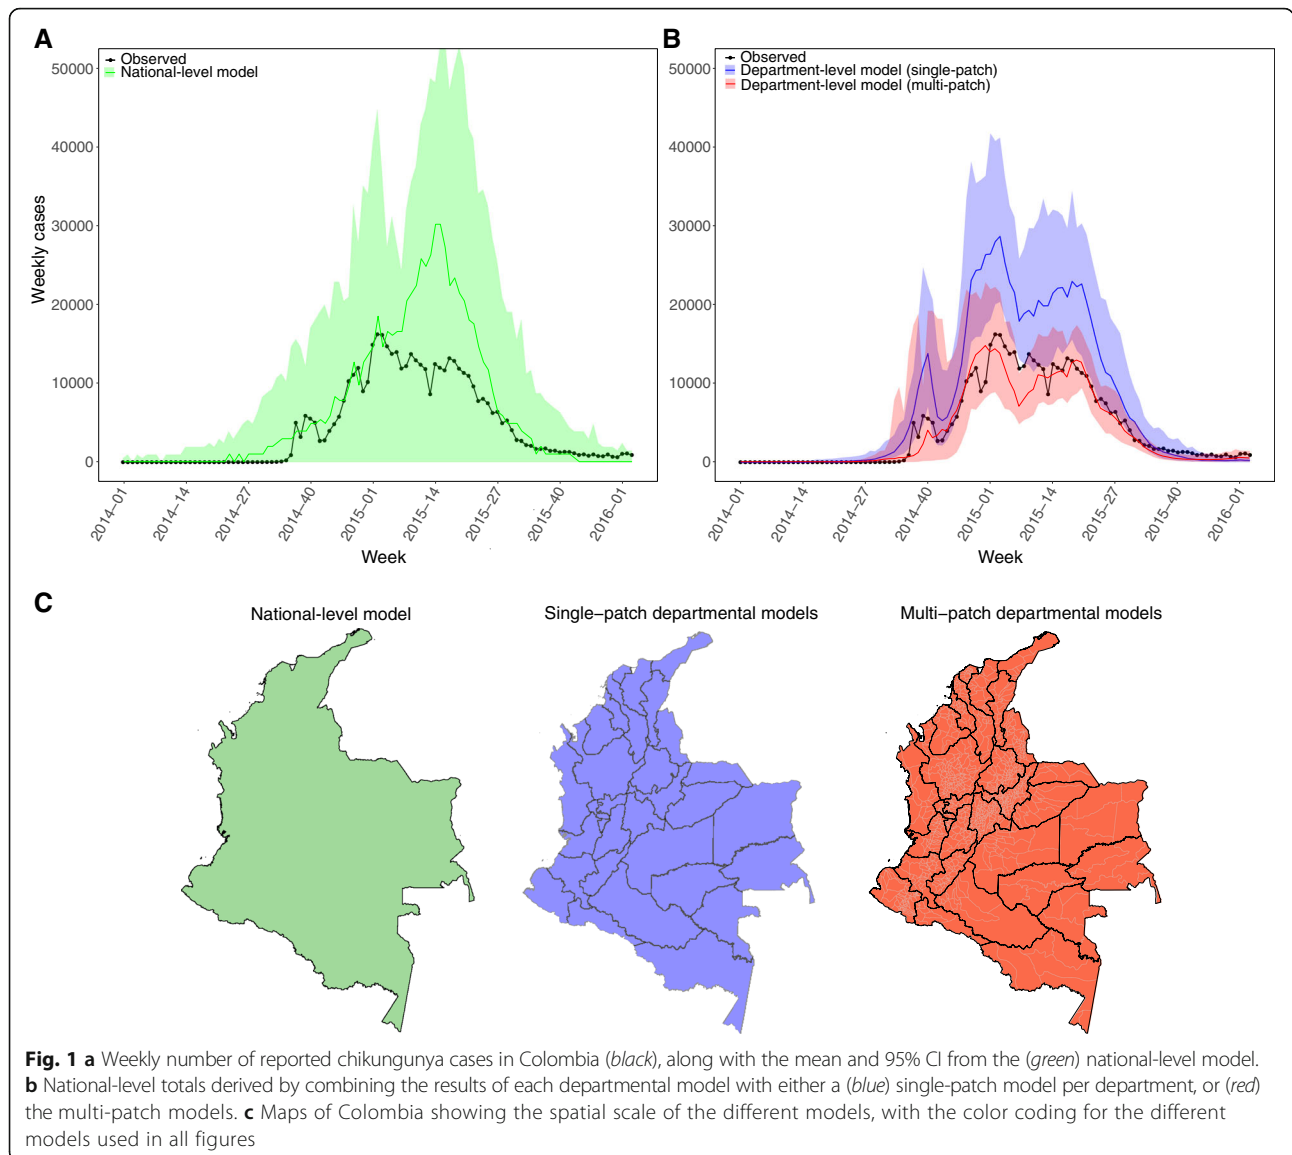 A
Observed
National-level model
50000
40000
30000
20000
10000
0
Weekly cases
2014−01
2014−14
2014−27
2014−40
2015−01
2015−14
2015−27
2015−40
2016−01
Week
B
Observed
Department-level model (single-patch)
Department-level model (multi-patch)
50000
40000
30000
20000
10000
0
2014−01
2014−14
2014−27
2014−40
2015−01
2015−14
2015−27
2015−40
2016−01
Week
C
National-level model
Single−patch departmental models
Multi−patch departmental models
Fig. 1 a Weekly number of reported chikungunya cases in Colombia (black), along with the mean and 95% CI from the (green) national-level model.
b National-level totals derived by combining the results of each departmental model with either a (blue) single-patch model per department, or (red)
the multi-patch models. c Maps of Colombia showing the spatial scale of the different models, with the color coding for the different
models used in all figures